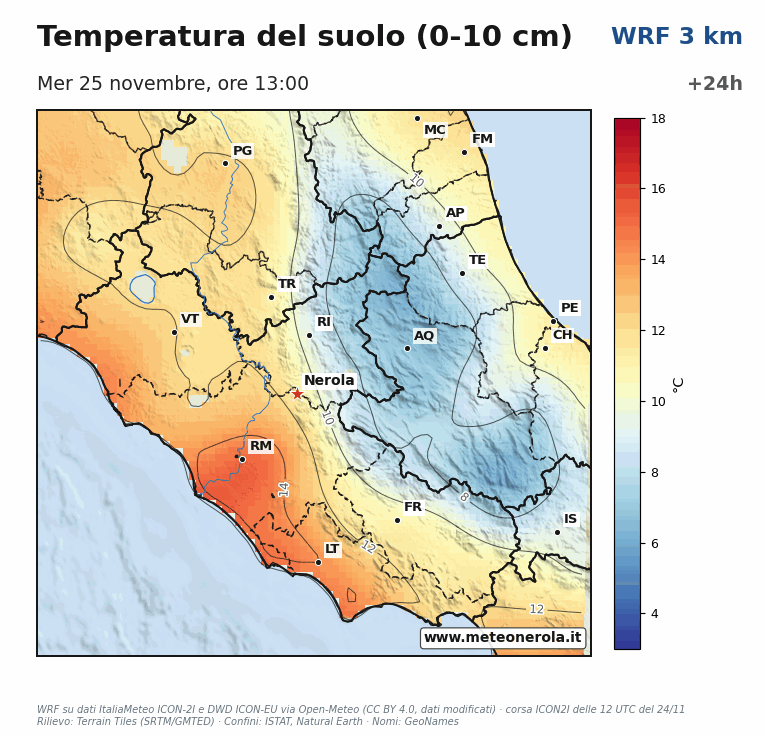 Temperatura del suolo (0-10 cm) WRF 3 km
Mer 25 novembre, ore 13:00 +24h
MC
FM
PG
10
AP
TE
TR
PE
VT
RI
AQ
CH
Nerola
10
RM
14
8
FR
IS
12
LT
12
www.meteonerola.it
18
16
14
12
10
8
6
4
°C
WRF su dati ItaliaMeteo ICON-2I e DWD ICON-EU via Open-Meteo (CC BY 4.0, dati modificati) · corsa ICON2I delle 12 UTC del 24/11
Rilievo: Terrain Tiles (SRTM/GMTED) · Confini: ISTAT, Natural Earth · Nomi: GeoNames